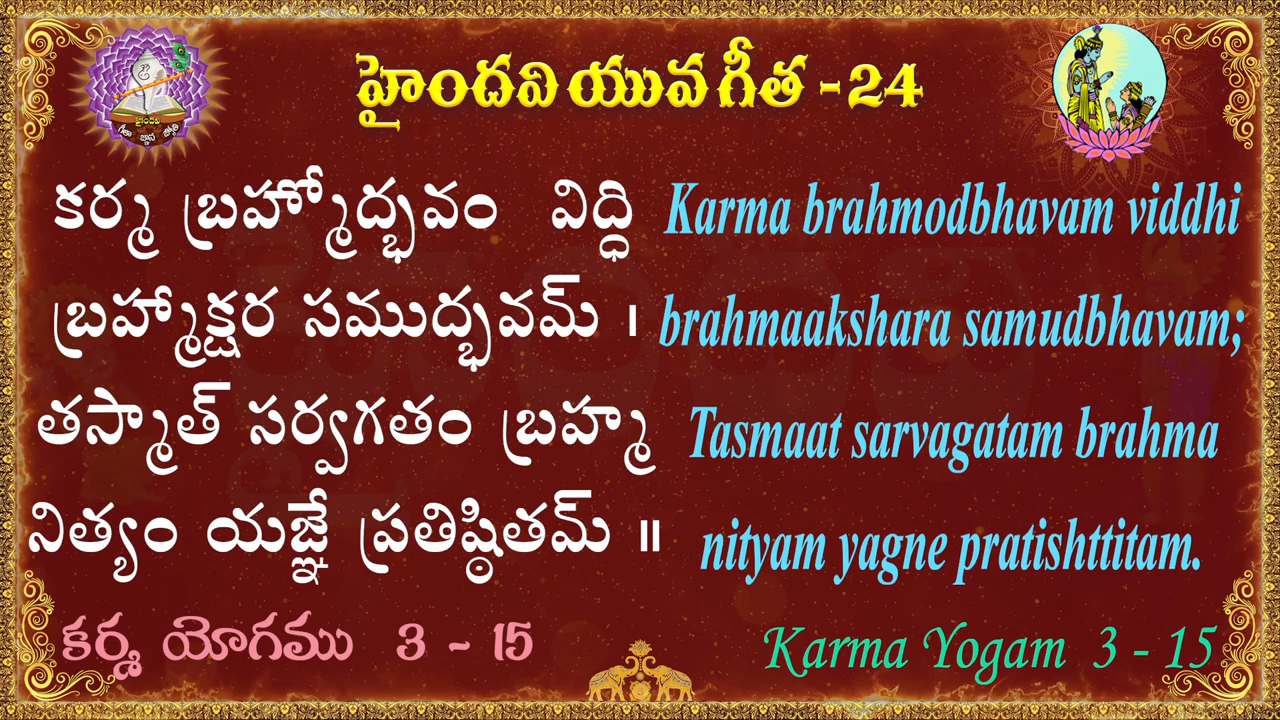 హైందవి యువ గీత - 24
కర్మ బ్రహ్మోద్భవం విద్ధి
బ్రహ్మాక్షర సముద్భవమ్ ।
తస్మాత్ సర్వగతం బ్రహ్మ
నిత్యం యజ్ఞే ప్రతిష్ఠితమ్ ॥
కర్మ యోగము 3 - 15
Karma brahmodbhavam viddhi
brahmaakshara samudbhavam;
Tasmaat sarvagatam brahma
nityam yagne pratishttitam.
Karma Yogam 3 - 15